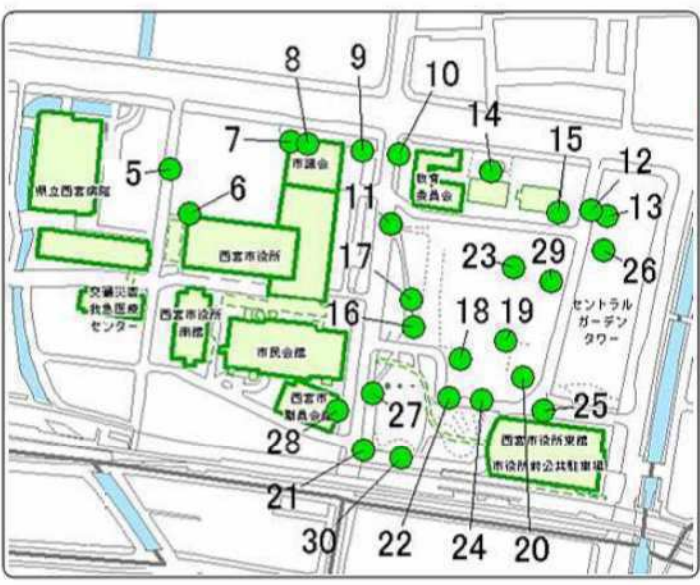 8
9
10
7
14
15
12
市議会
5
教育
委員会
県立西宮病院
6
11
13
西宮市役所
17
23
29
26
交通災害
救急医療
センター
西宮市役所
南館
16
18
19
セントラル
ガーデン
タワー
市民会館
西宮市
職員会館
27
25
28
西宮市役所東館
市役所前公共駐車場
21
30
22
24
20